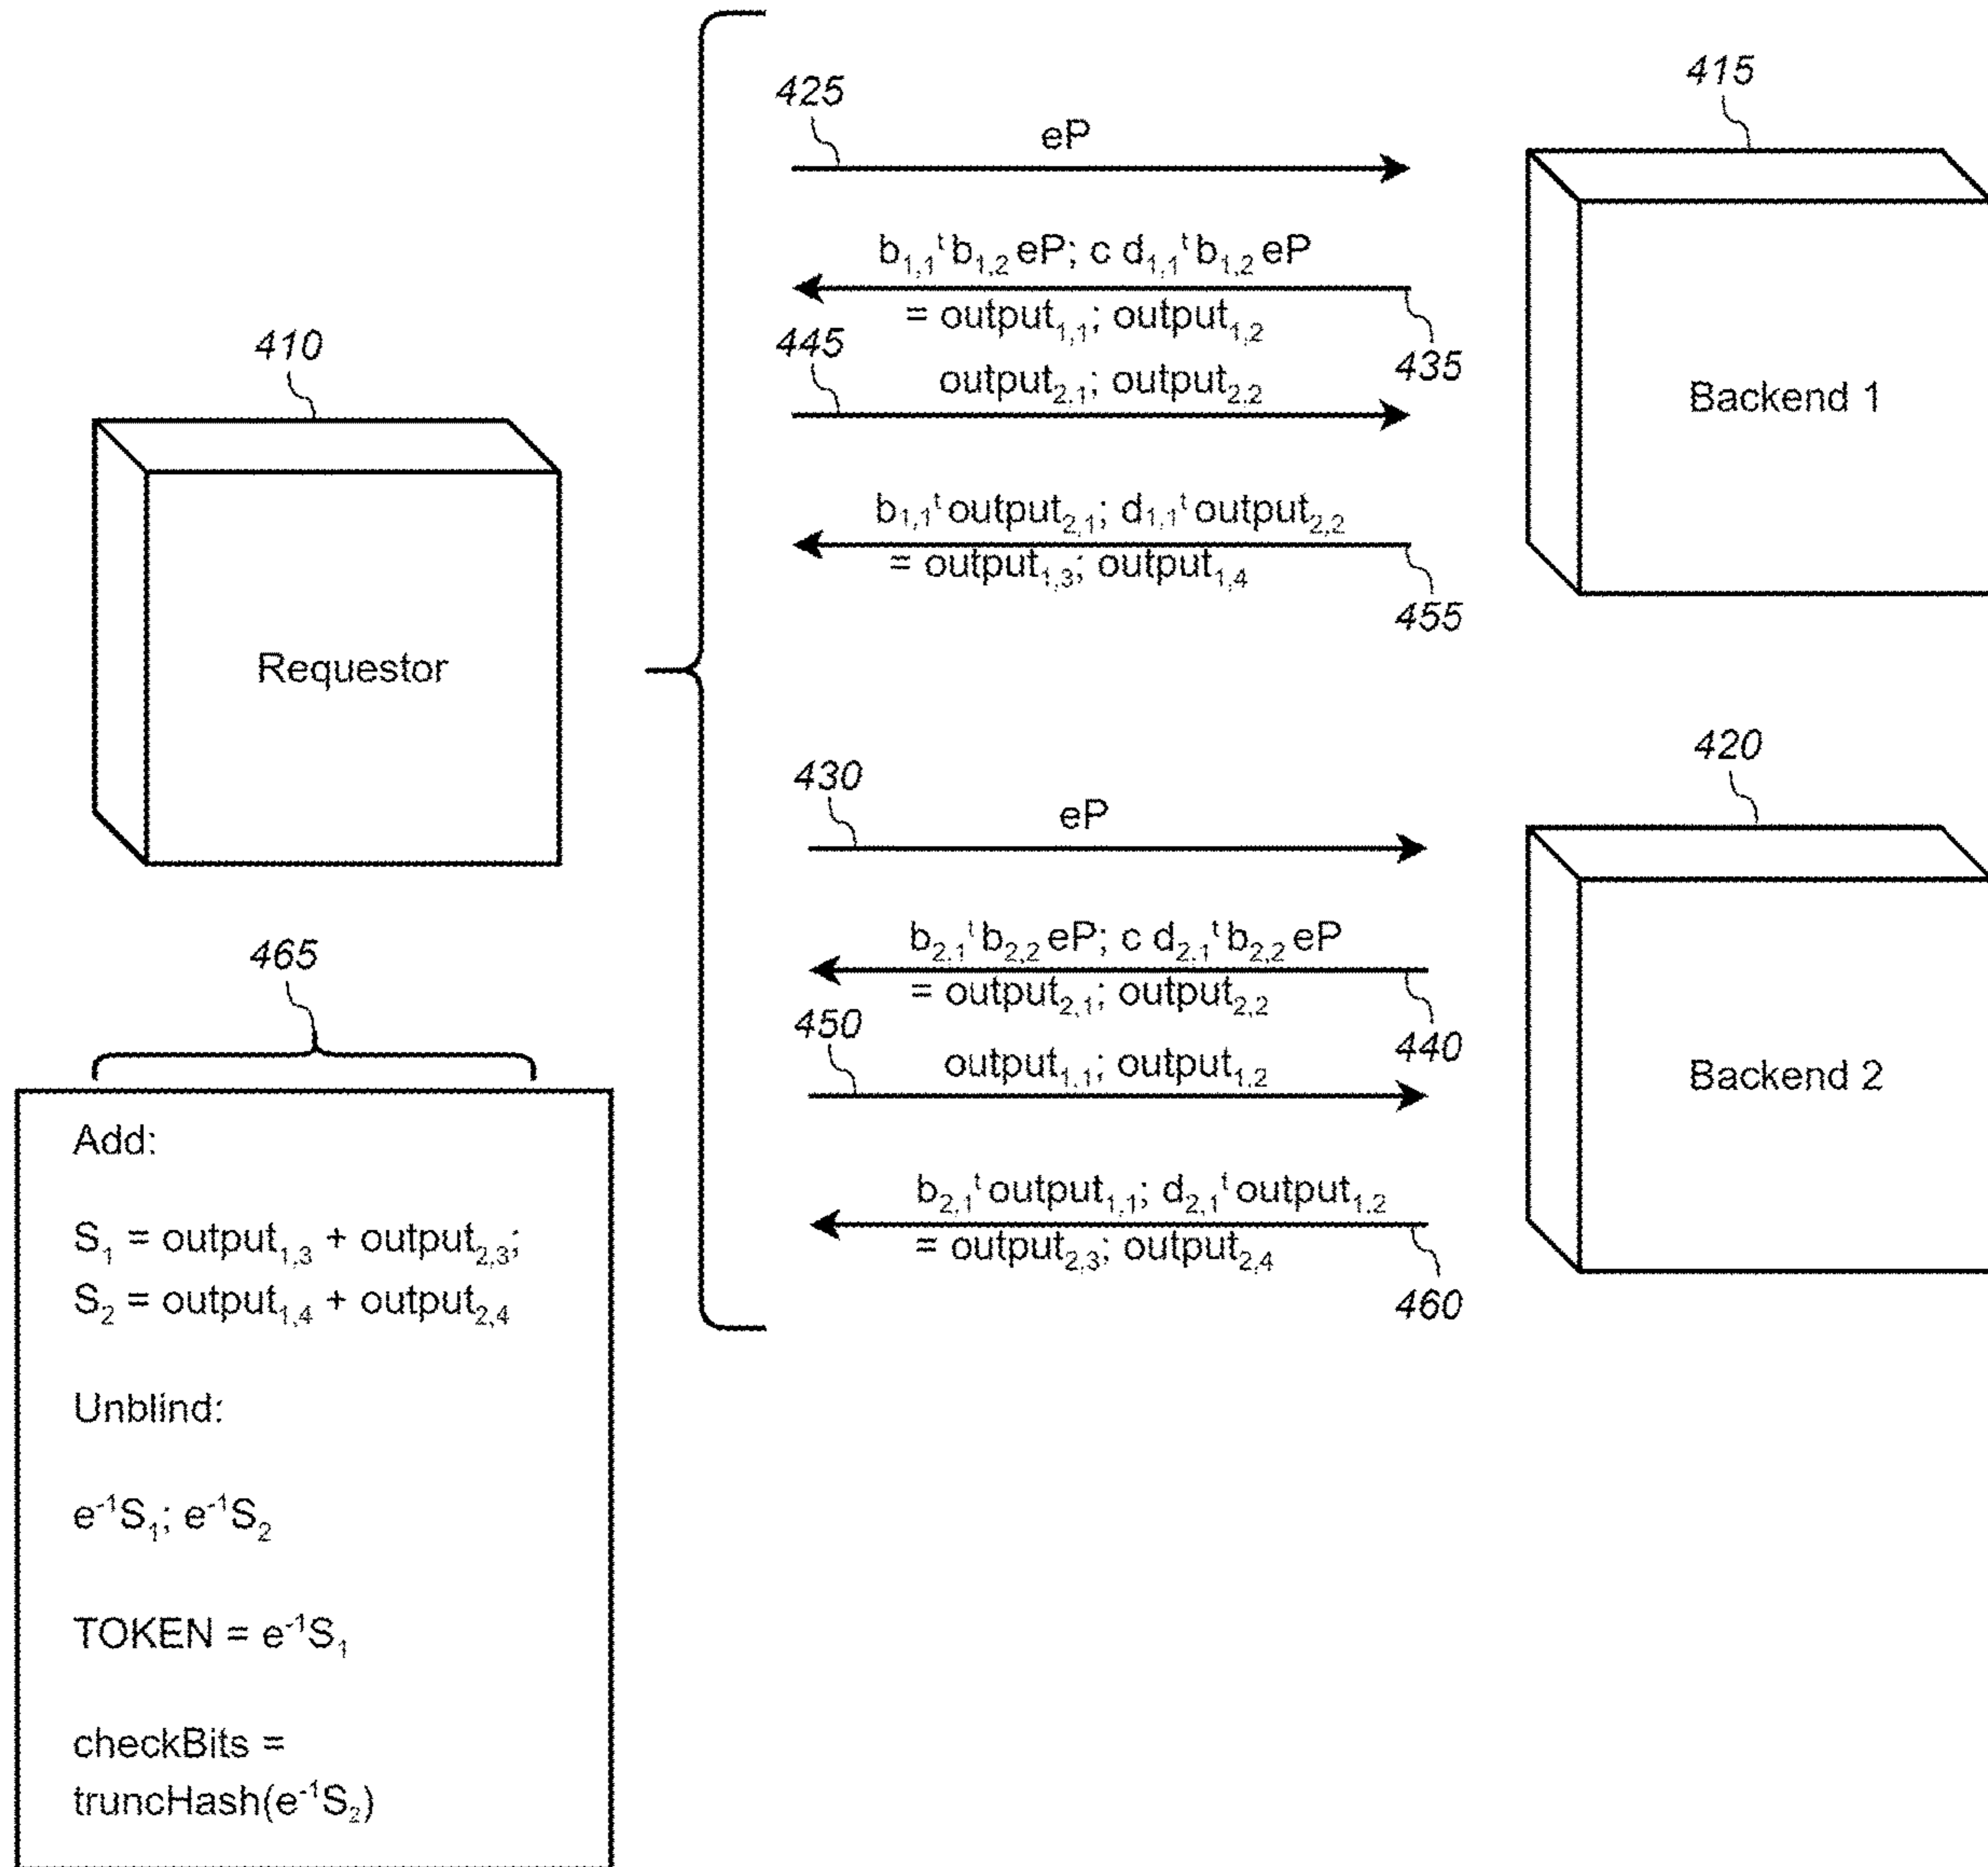 425
eP
415
b₁,₁ᵗ b₁,₂ eP; c d₁,₁ᵗ b₁,₂ eP
= output₁,₁; output₁,₂
435
445
output₂,₁; output₂,₂
Backend 1
b₁,₁ᵗ output₂,₁; d₁,₁ᵗ output₂,₂
= output₁,₃; output₁,₄
455
410
Requestor
430
eP
420
b₂,₁ᵗ b₂,₂ eP; c d₂,₁ᵗ b₂,₂ eP
= output₂,₁; output₂,₂
440
450
output₁,₁; output₁,₂
Backend 2
b₂,₁ᵗ output₁,₁; d₂,₁ᵗ output₁,₂
= output₂,₃; output₂,₄
460
465
Add:
S₁ = output₁,₃ + output₂,₃;
S₂ = output₁,₄ + output₂,₄
Unblind:
e⁻¹S₁; e⁻¹S₂
TOKEN = e⁻¹S₁
checkBits =
truncHash(e⁻¹S₂)